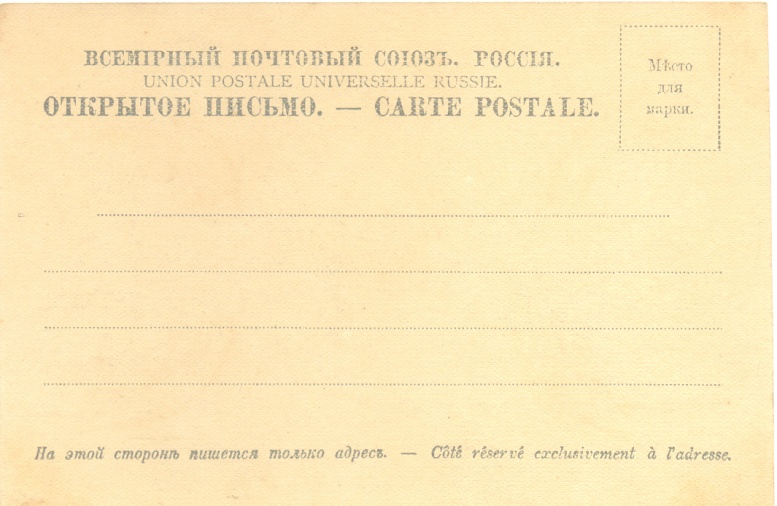 ВСЕМІРНЫЙ ПОЧТОВЫЙ СОЮЗЪ. РОССІЯ.
UNION POSTALE UNIVERSELLE RUSSIE.
ОТКРЫТОЕ ПИСЬМО. — CARTE POSTALE.
Мѣсто
для
марки.
На этой сторонѣ пишется только адресъ. — Côté réservé exclusivement à l'adresse.